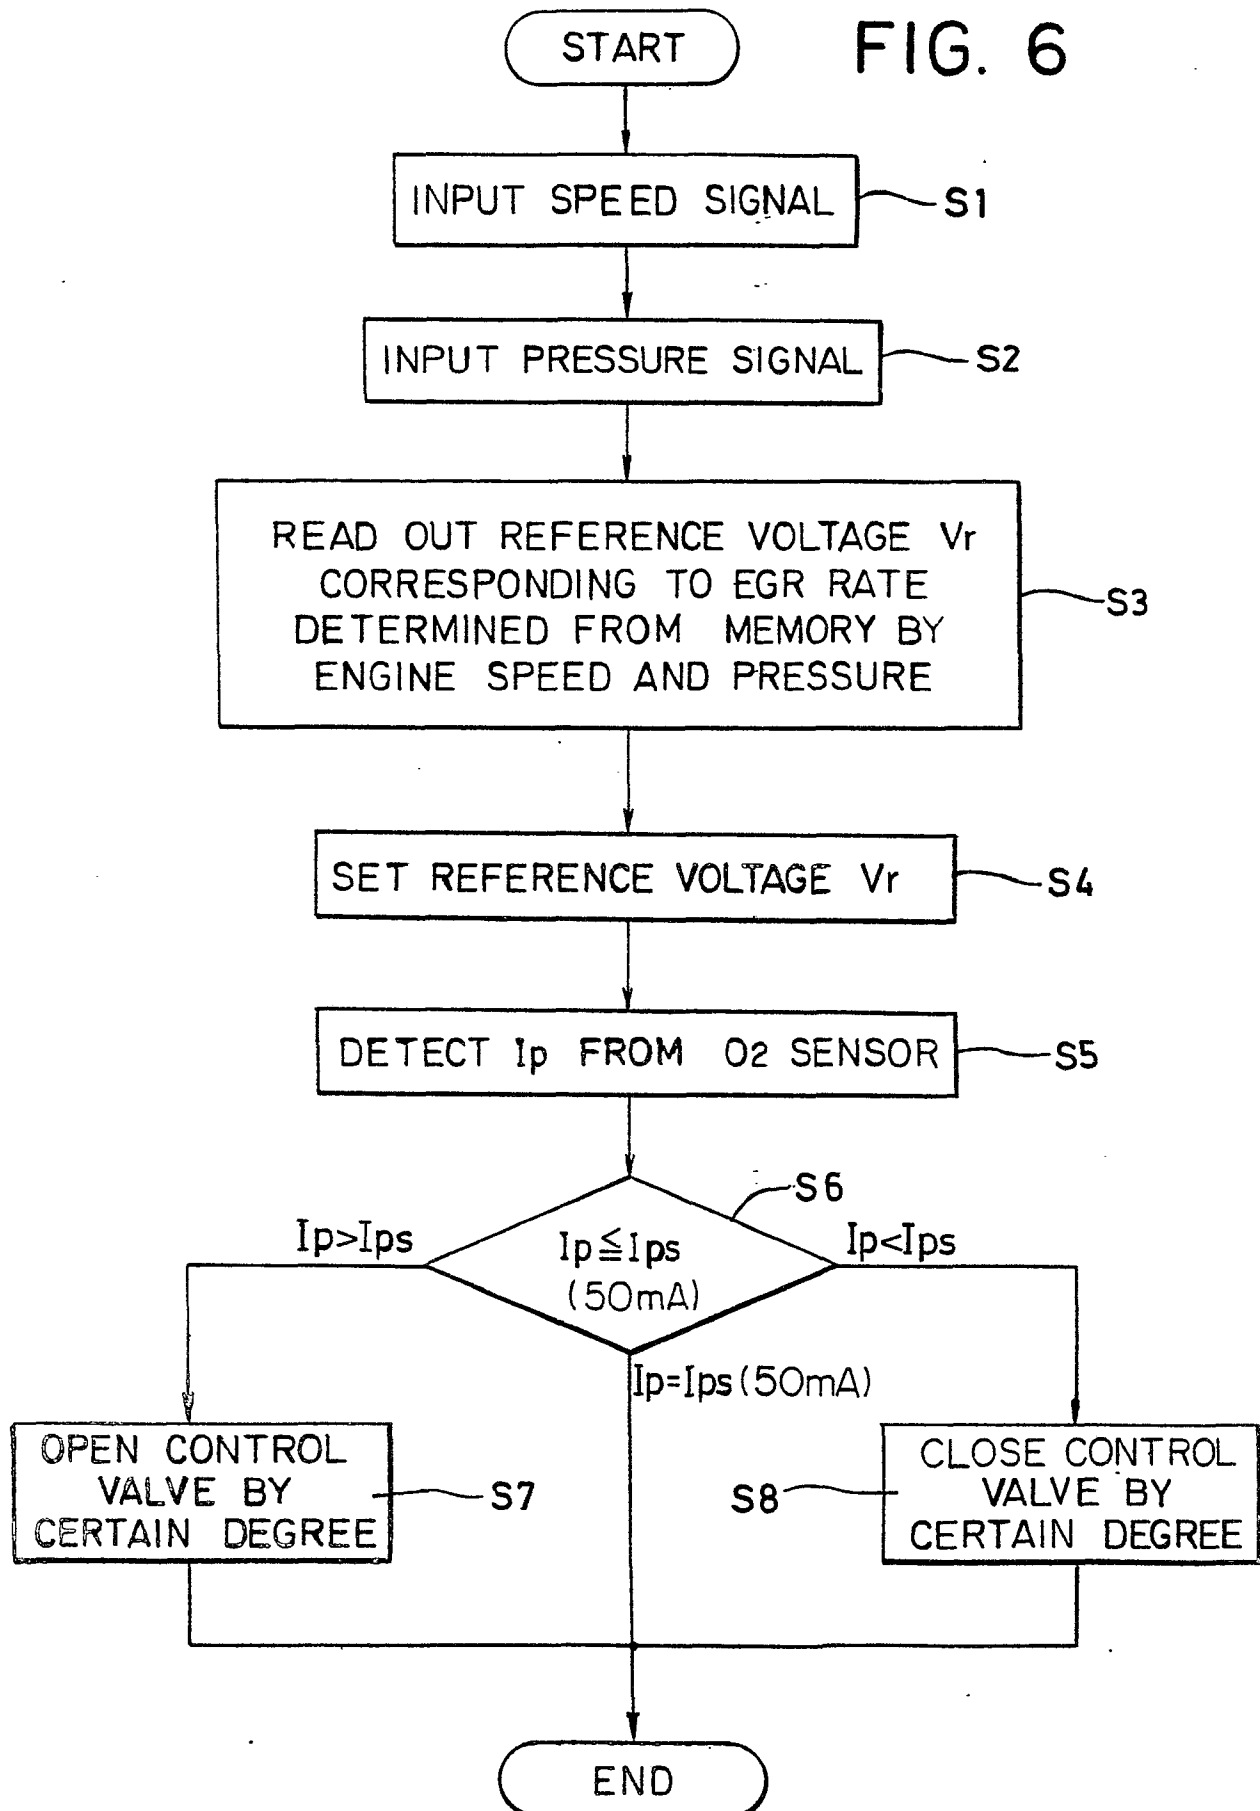 START
FIG. 6
INPUT SPEED SIGNAL
S1
INPUT PRESSURE SIGNAL
S2
READ OUT REFERENCE VOLTAGE Vr
CORRESPONDING TO EGR RATE
DETERMINED FROM MEMORY BY
ENGINE SPEED AND PRESSURE
S3
SET REFERENCE VOLTAGE Vr
S4
DETECT Ip FROM O2 SENSOR
S5
S6
Ip>Ips
Ip≦Ips
(50mA)
Ip<Ips
Ip=Ips(50mA)
OPEN CONTROL
VALVE BY
CERTAIN DEGREE
S7
S8
CLOSE CONTROL
VALVE BY
CERTAIN DEGREE
END